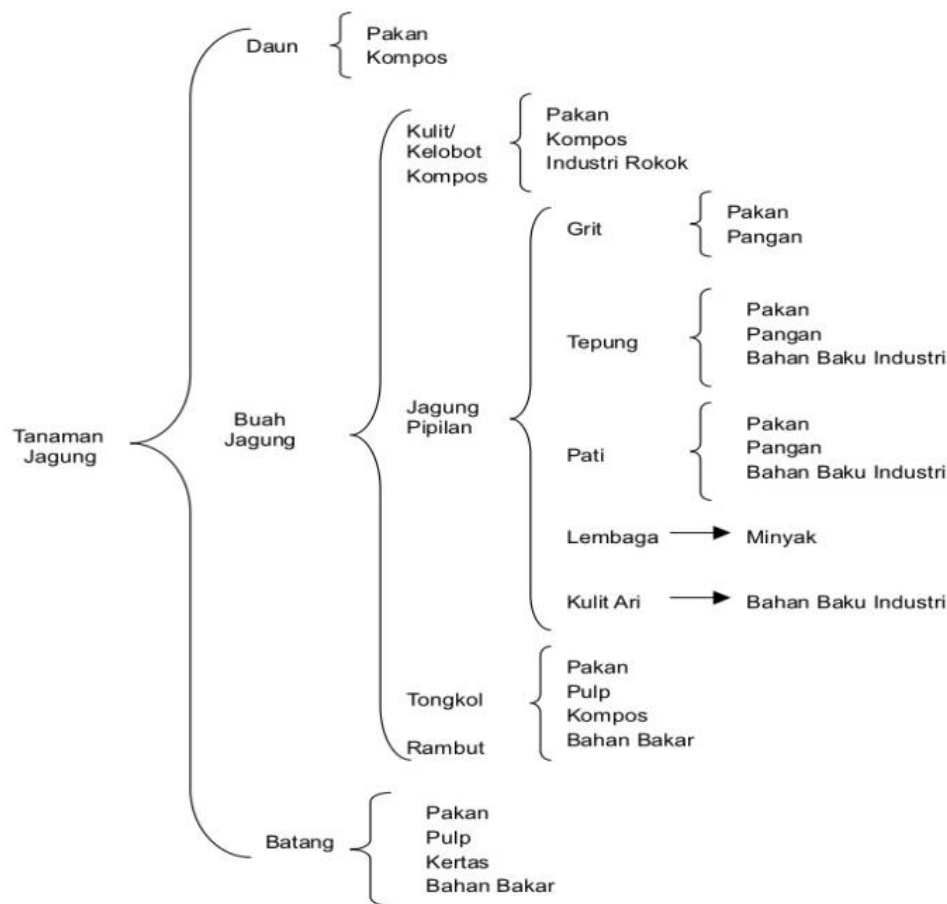 Daun
Pakan
Kompos
Kulit/
Kelobot
Kompos
Pakan
Kompos
Industri Rokok
Grit
Pakan
Pangan
Tepung
Pakan
Pangan
Bahan Baku Industri
Tanaman
Jagung
Buah
Jagung
Jagung
Pipilan
Pati
Pakan
Pangan
Bahan Baku Industri
Lembaga
Minyak
Kulit Ari
Bahan Baku Industri
Tongkol
Rambut
Pakan
Pulp
Kompos
Bahan Bakar
Batang
Pakan
Pulp
Kertas
Bahan Bakar